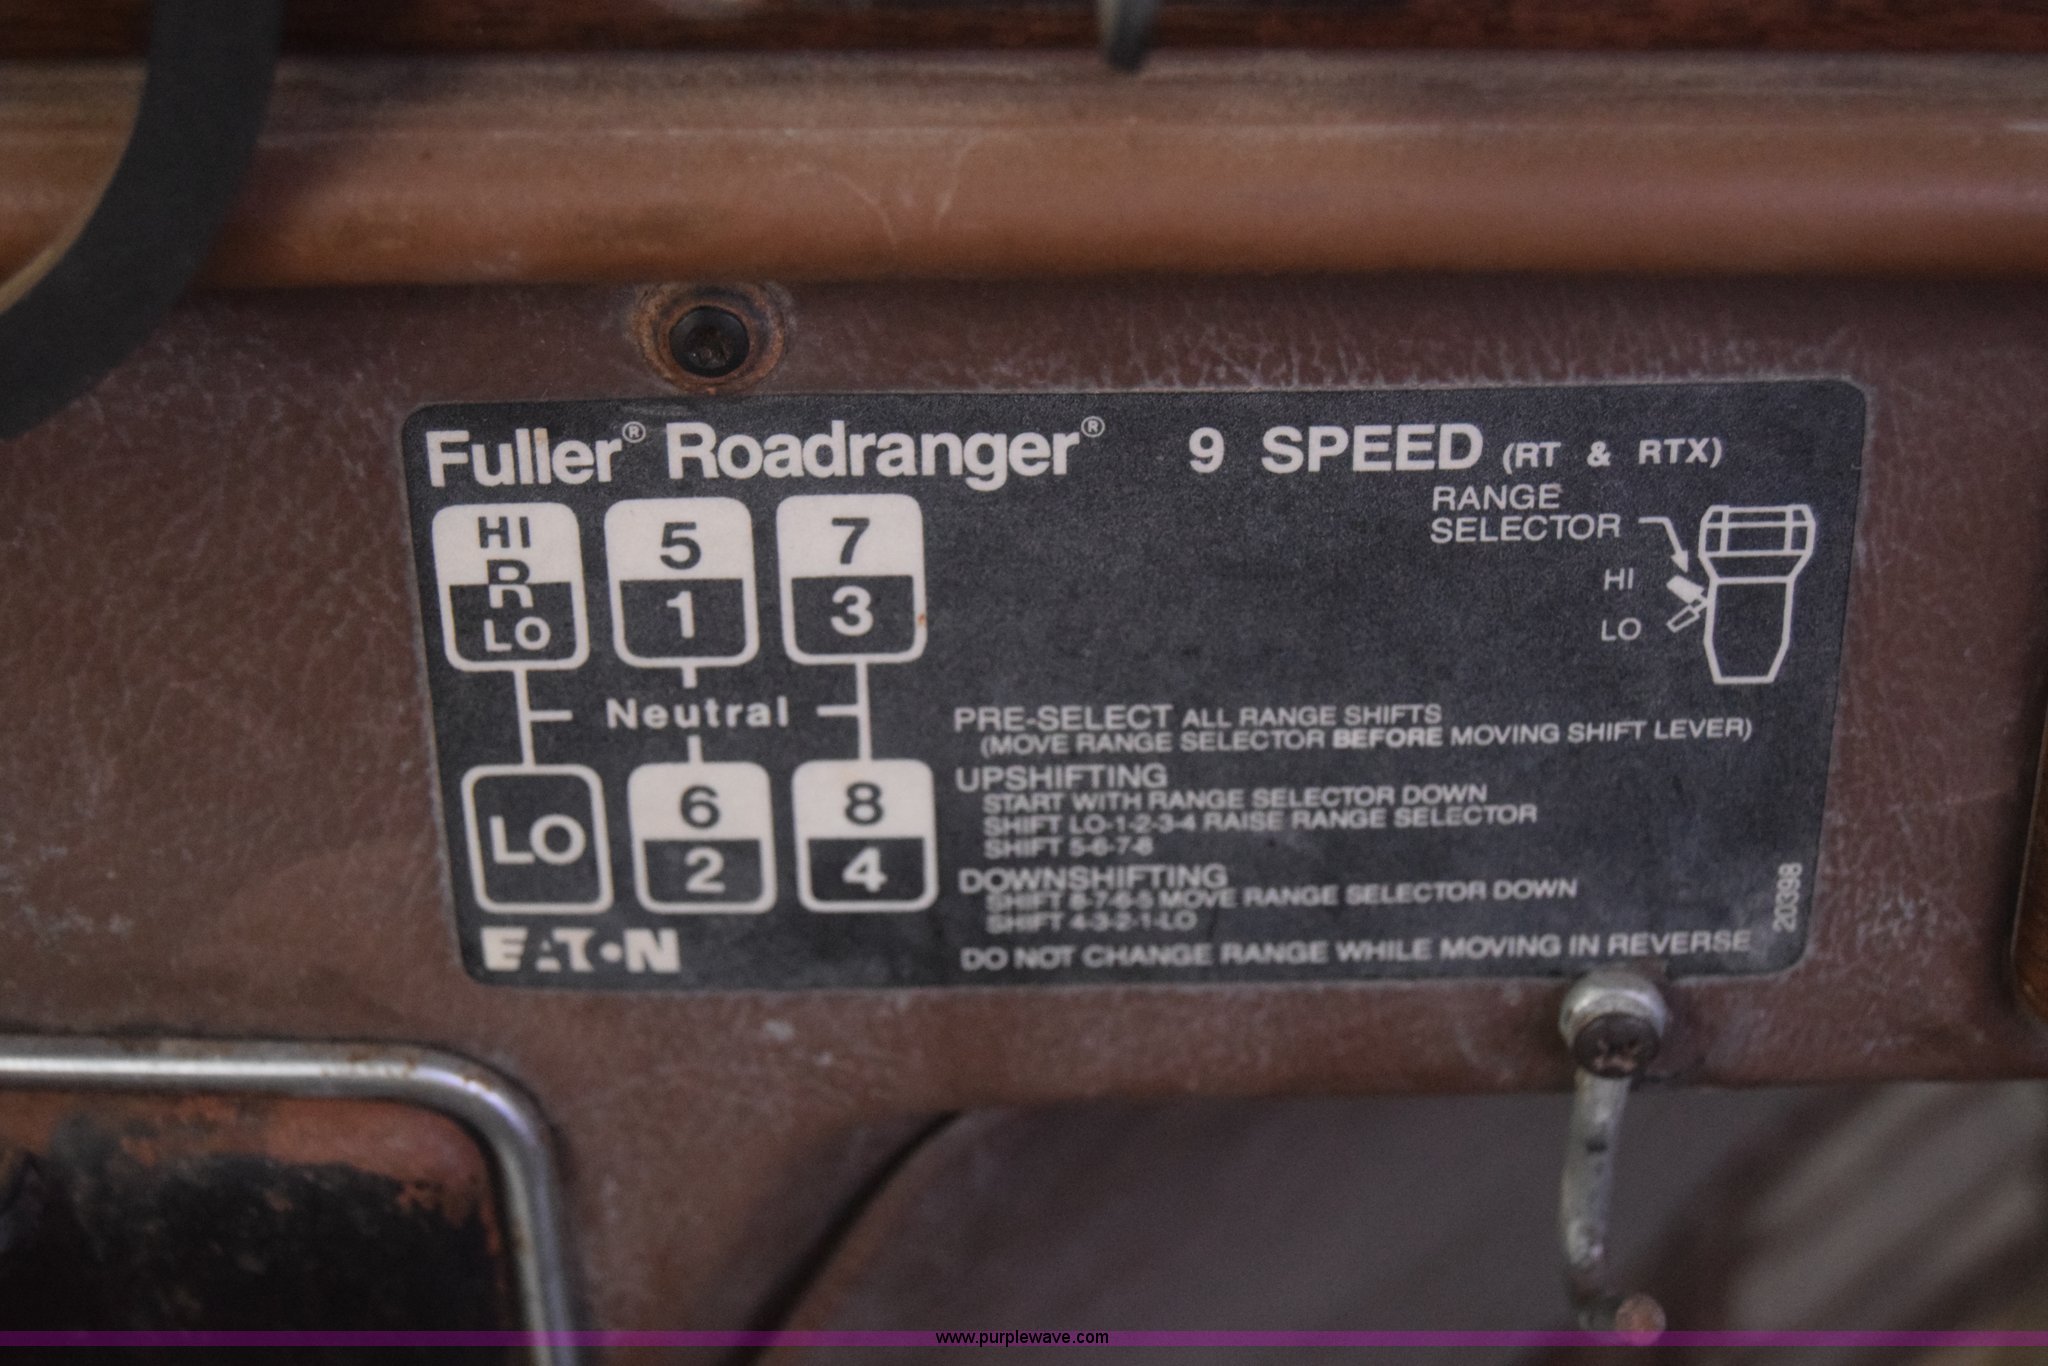 Fuller® Roadranger® 9 SPEED (RT & RTX)
HI
R
LO
5
1
7
3
Neutral
LO
6
2
8
4
EATON
RANGE
SELECTOR
HI
LO
PRE-SELECT ALL RANGE SHIFTS
(MOVE RANGE SELECTOR BEFORE MOVING SHIFT LEVER)
UPSHIFTING
START WITH RANGE SELECTOR DOWN
SHIFT LO-1-2-3-4 RAISE RANGE SELECTOR
SHIFT 5-6-7-8
DOWNSHIFTING
SHIFT 8-7-6-5 MOVE RANGE SELECTOR DOWN
SHIFT 4-3-2-1-LO
DO NOT CHANGE RANGE WHILE MOVING IN REVERSE
20398
www.purplewave.com